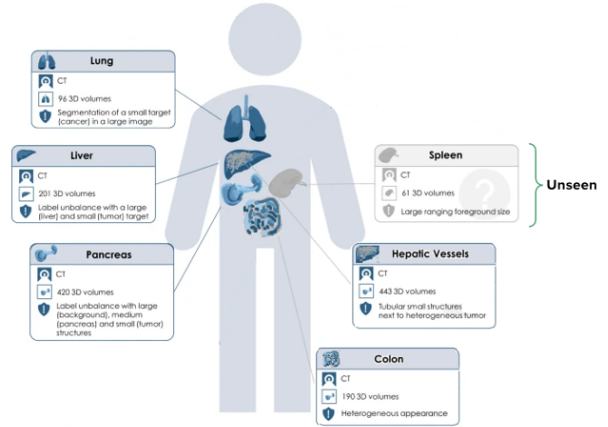 Lung
CT
96 3D volumes
Segmentation of a small target
(cancer) in a large image
Liver
CT
201 3D volumes
Label unbalance with a large
(liver) and small (tumor) target
Pancreas
CT
420 3D volumes
Label unbalance with large
(background), medium
(pancreas) and small (tumor)
structures
Spleen
CT
61 3D volumes
Large ranging foreground size
?
Unseen
Hepatic Vessels
CT
443 3D volumes
Tubular small structures
next to heterogeneous tumor
Colon
CT
190 3D volumes
Heterogeneous appearance